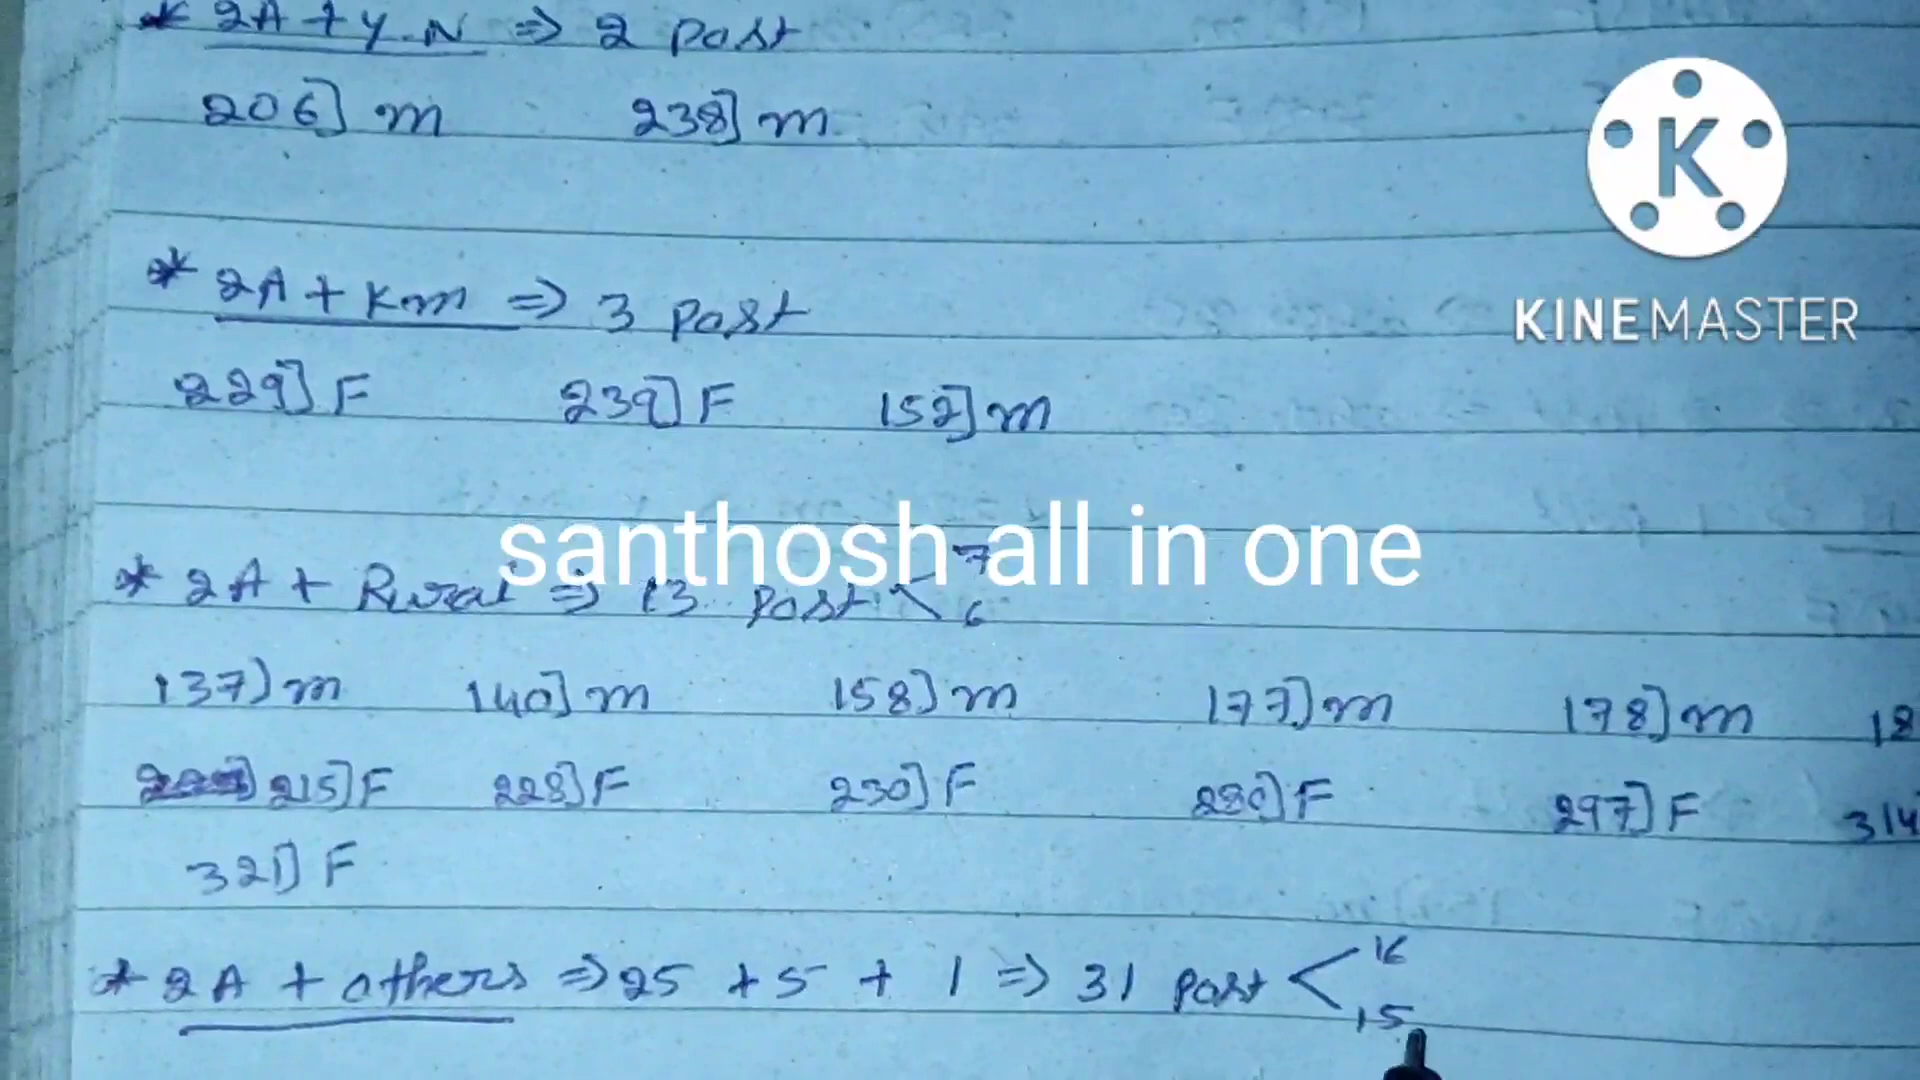 * 2A + Y.N => 2 Post
206] m 238] m
K
KINEMASTER
* 2A + Km => 3 Post
229] F 239] F 152] m
santhosh all in one
* 2A + Rural => 13 Post < 7 6
137) m 140] m 158] m 177] m 178] m 18
215] F 228] F 230] F 280] F 297] F 314
321] F
* 2A + others => 25 + 5 + 1 => 31 Post < 16 15